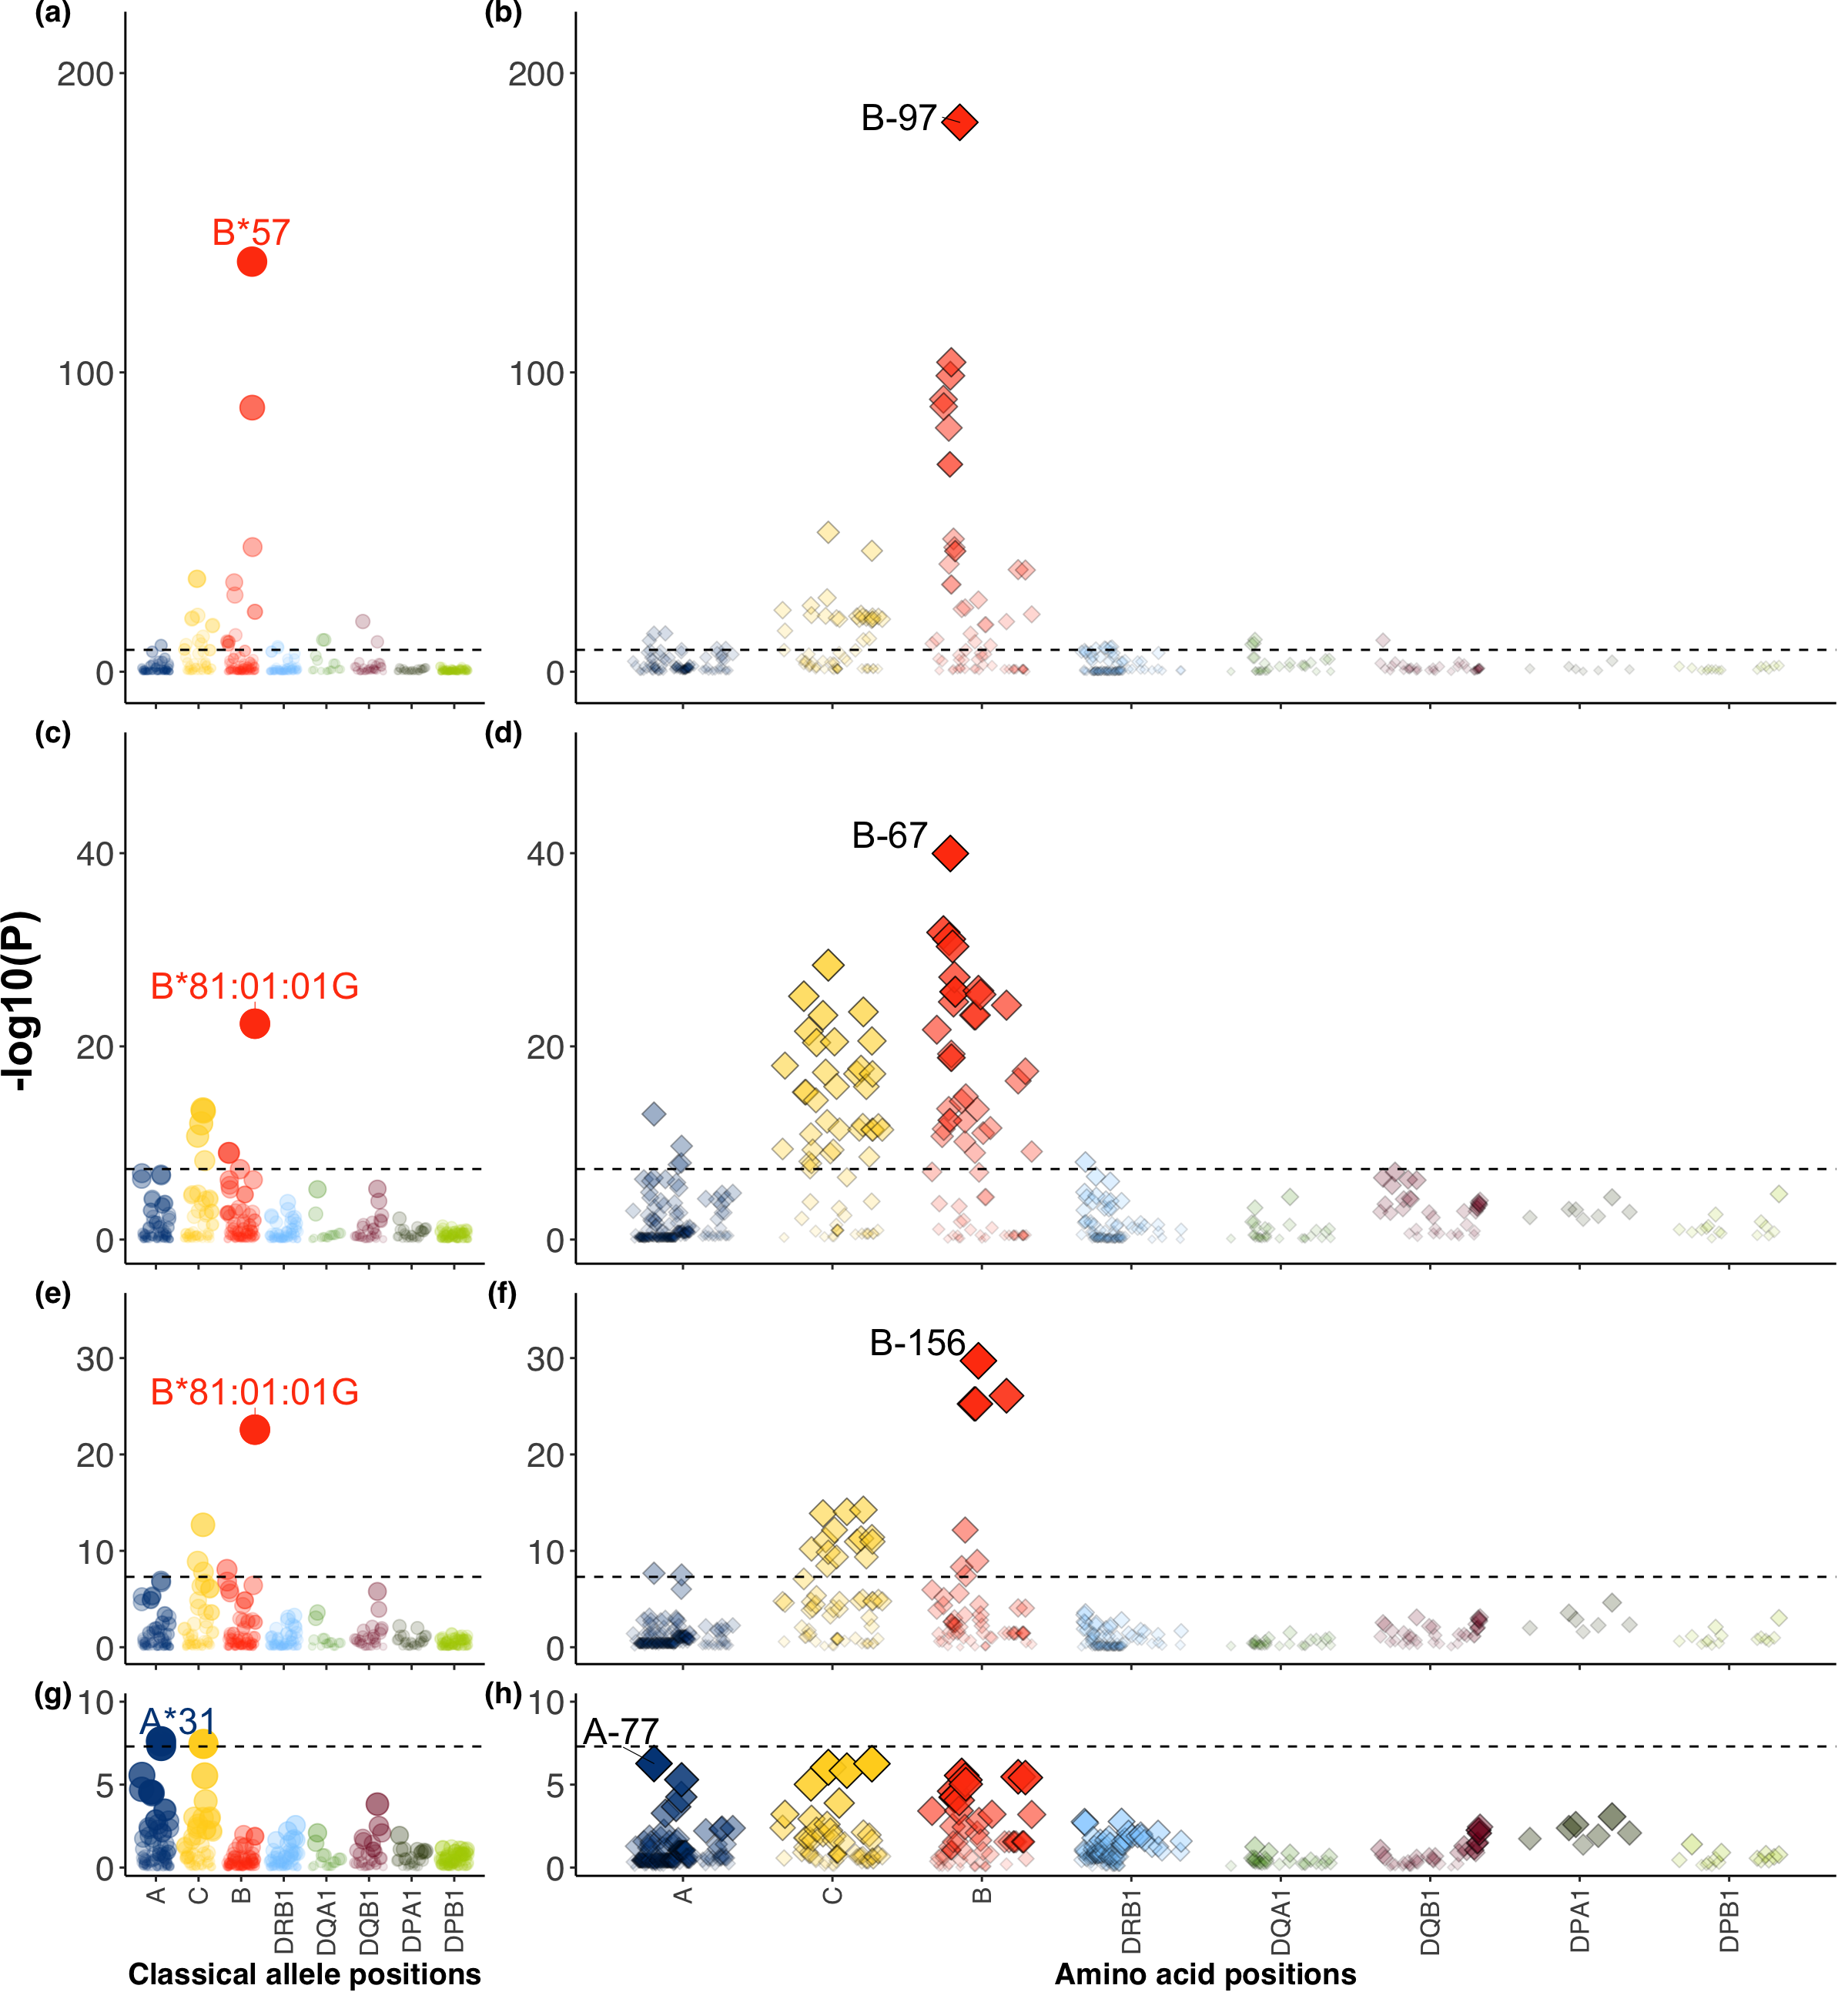 (a)
(b)
200
200
B-97
B*57
100
100
0
0
(c)
(d)
40
40
B-67
B*81:01:01G
20
20
0
0
-log10(P)
(e)
(f)
30
30
B-156
B*81:01:01G
20
20
10
10
0
0
(g)
(h)
10
10
A*31
A-77
5
5
0
0
A
C
B
DRB1
DQA1
DQB1
DPA1
DPB1
A
C
B
DRB1
DQA1
DQB1
DPA1
DPB1
Classical allele positions
Amino acid positions